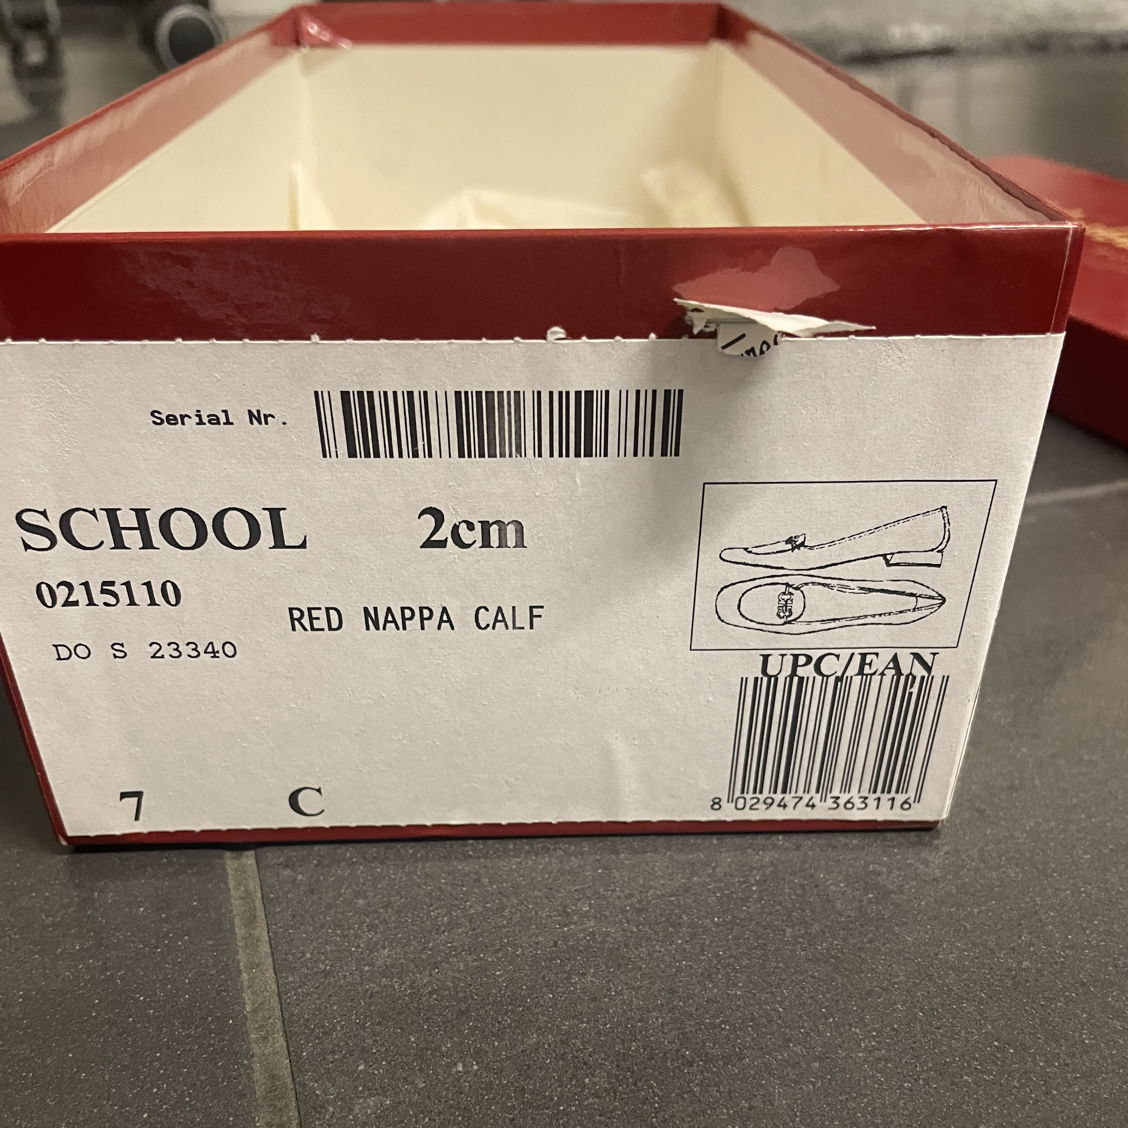 Serial Nr.
SCHOOL 2cm
0215110
RED NAPPA CALF
DO S 23340
UPC/EAN
7 C
8 029474 363116